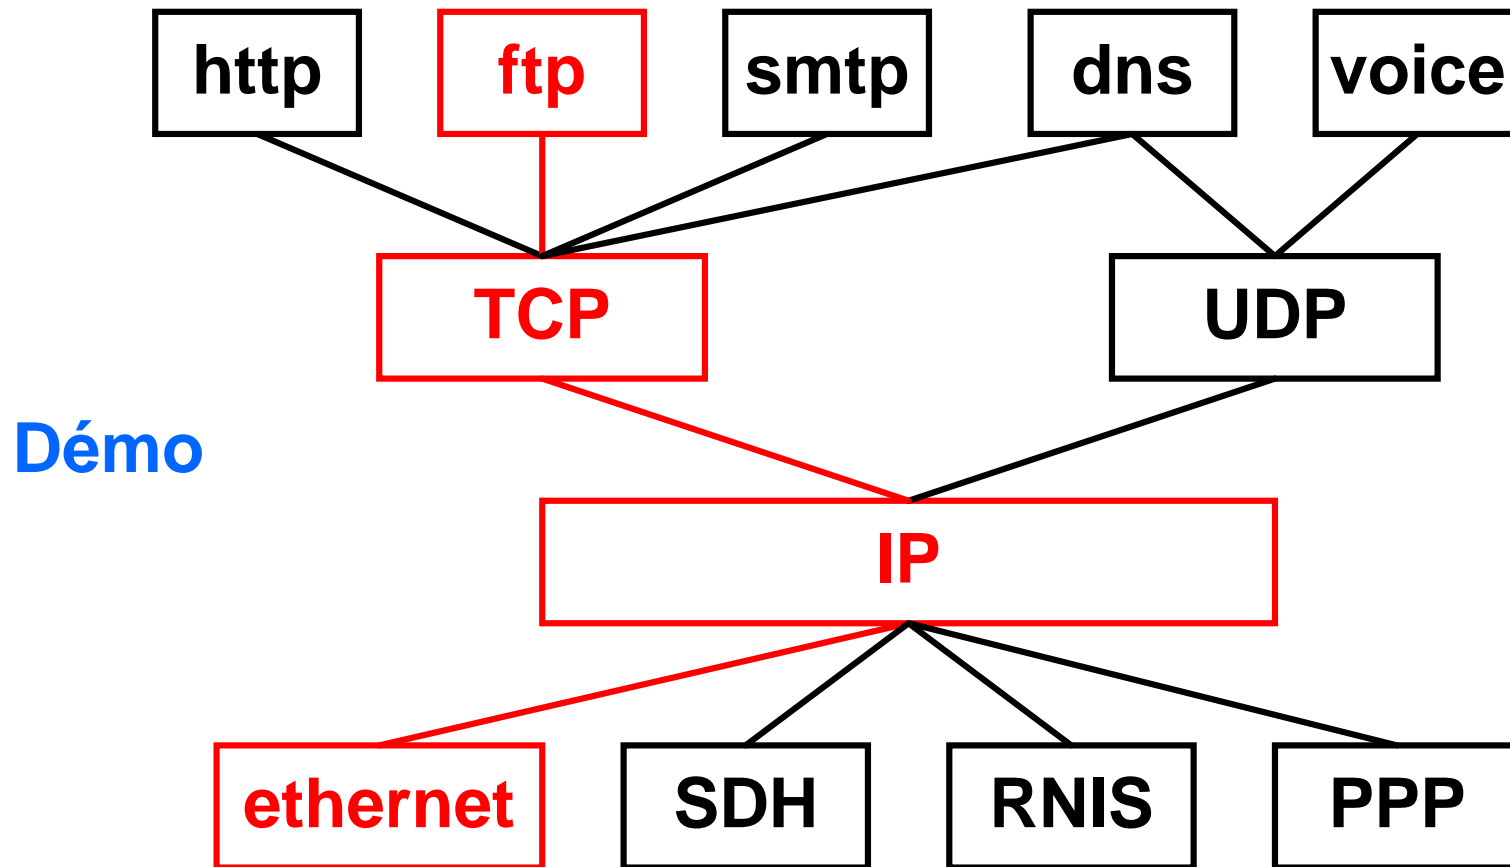 http ftp smtp dns voice
TCP UDP
Démo
IP
ethernet SDH RNIS PPP